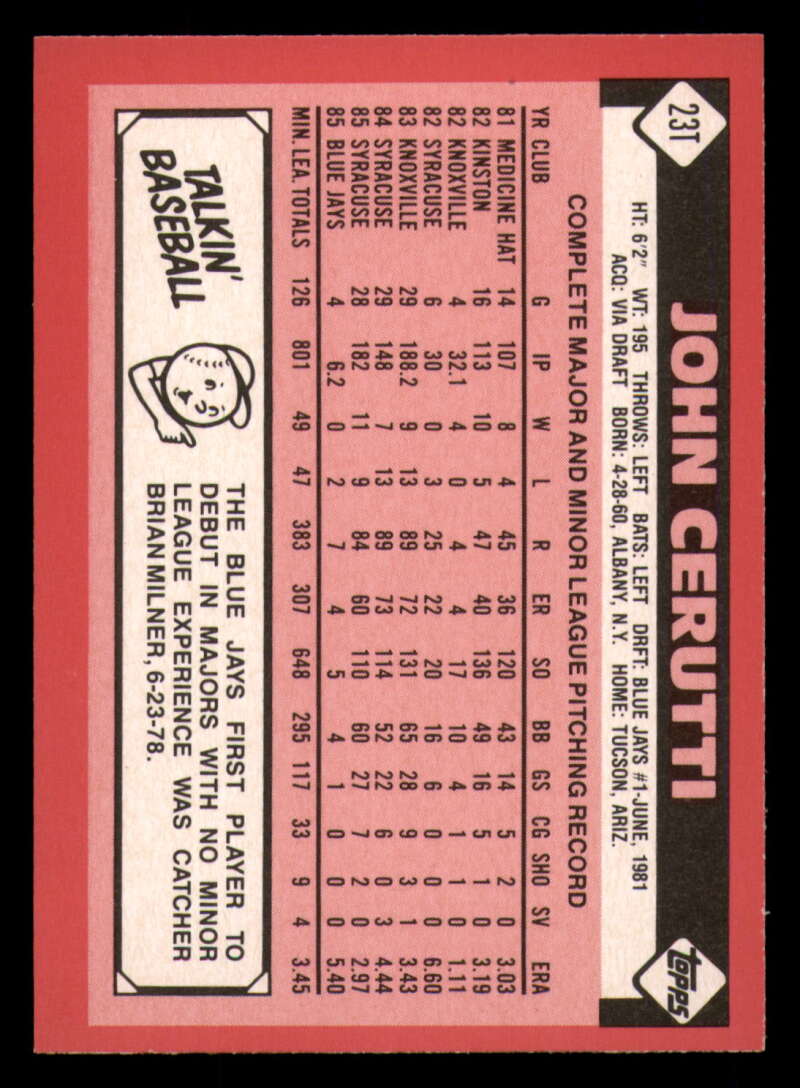 23T
JOHN CERUTTI
topps
HT: 6'2" WT: 195 THROWS: LEFT BATS: LEFT DRFT: BLUE JAYS #1-JUNE, 1981
ACQ: VIA DRAFT BORN: 4-28-60, ALBANY, N.Y. HOME: TUCSON, ARIZ.
COMPLETE MAJOR AND MINOR LEAGUE PITCHING RECORD
YR CLUB G IP W L R ER SO BB GS CG SHO SV ERA
81 MEDICINE HAT 14 107 8 4 45 36 120 43 14 5 2 0 3.03
82 KINSTON 16 113 10 5 47 40 136 49 16 5 1 0 3.19
82 KNOXVILLE 4 32.1 4 0 4 4 17 10 4 1 1 0 1.11
82 SYRACUSE 6 30 0 3 25 22 20 16 6 0 0 0 6.60
83 KNOXVILLE 29 188.2 9 13 89 72 131 65 28 9 3 1 3.43
84 SYRACUSE 29 148 7 13 89 73 114 52 22 6 0 3 4.44
85 SYRACUSE 28 182 11 9 84 60 110 60 27 7 2 0 2.97
85 BLUE JAYS 4 6.2 0 2 7 4 5 4 1 0 0 0 5.40
MIN. LEA. TOTALS 126 801 49 47 383 307 648 295 117 33 9 4 3.45
TALKIN'
BASEBALL
THE BLUE JAYS FIRST PLAYER TO
DEBUT IN MAJORS WITH NO MINOR
LEAGUE EXPERIENCE WAS CATCHER
BRIAN MILNER, 6-23-78.